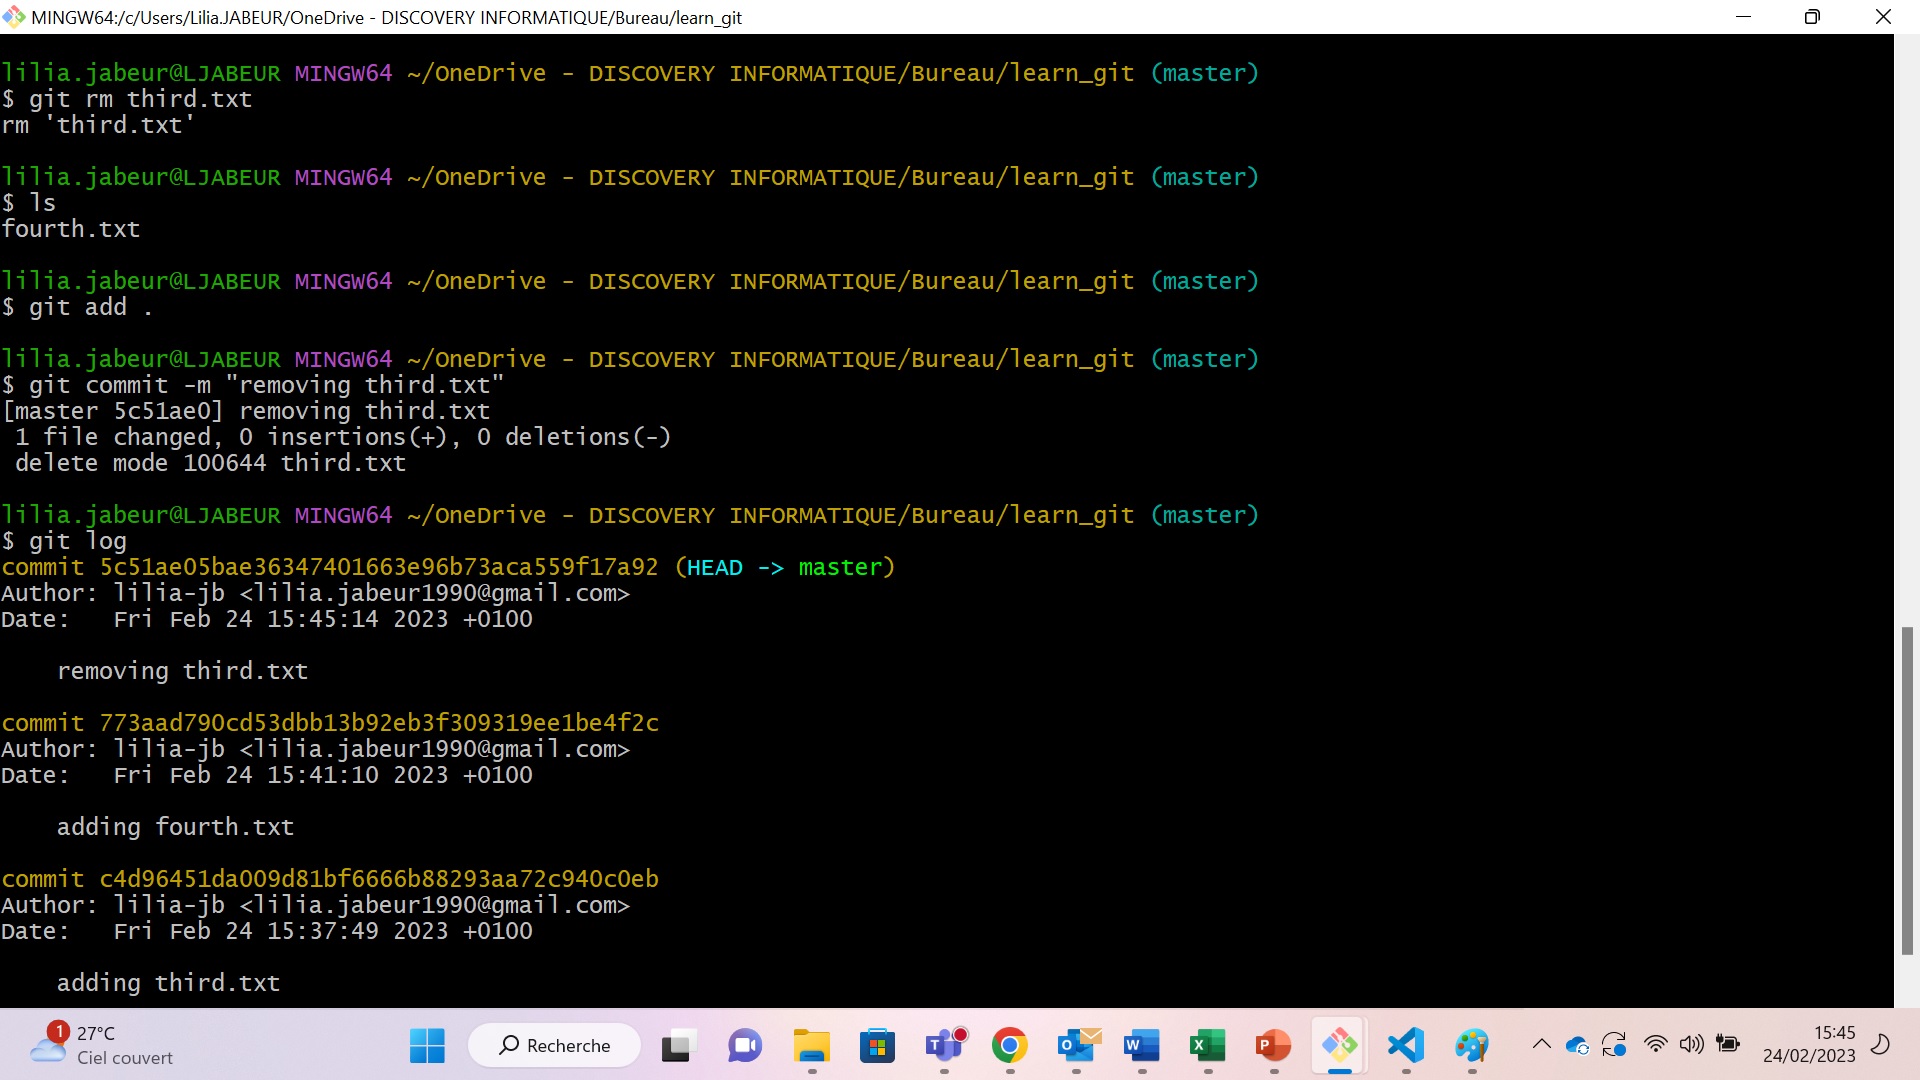 MINGW64:/c/Users/Lilia.JABEUR/OneDrive - DISCOVERY INFORMATIQUE/Bureau/learn_git
lilia.jabeur@LJABEUR MINGW64 ~/OneDrive - DISCOVERY INFORMATIQUE/Bureau/learn_git (master)
$ git rm third.txt
rm 'third.txt'
lilia.jabeur@LJABEUR MINGW64 ~/OneDrive - DISCOVERY INFORMATIQUE/Bureau/learn_git (master)
$ ls
fourth.txt
lilia.jabeur@LJABEUR MINGW64 ~/OneDrive - DISCOVERY INFORMATIQUE/Bureau/learn_git (master)
$ git add .
lilia.jabeur@LJABEUR MINGW64 ~/OneDrive - DISCOVERY INFORMATIQUE/Bureau/learn_git (master)
$ git commit -m "removing third.txt"
[master 5c51ae0] removing third.txt
 1 file changed, 0 insertions(+), 0 deletions(-)
 delete mode 100644 third.txt
lilia.jabeur@LJABEUR MINGW64 ~/OneDrive - DISCOVERY INFORMATIQUE/Bureau/learn_git (master)
$ git log
commit 5c51ae05bae36347401663e96b73aca559f17a92 (HEAD -> master)
Author: lilia-jb <lilia.jabeur1990@gmail.com>
Date:   Fri Feb 24 15:45:14 2023 +0100
    removing third.txt
commit 773aad790cd53dbb13b92eb3f309319ee1be4f2c
Author: lilia-jb <lilia.jabeur1990@gmail.com>
Date:   Fri Feb 24 15:41:10 2023 +0100
    adding fourth.txt
commit c4d96451da009d81bf6666b88293aa72c940c0eb
Author: lilia-jb <lilia.jabeur1990@gmail.com>
Date:   Fri Feb 24 15:37:49 2023 +0100
    adding third.txt
1
27°C
Ciel couvert
Recherche
T
O
W
X
P
15:45
24/02/2023